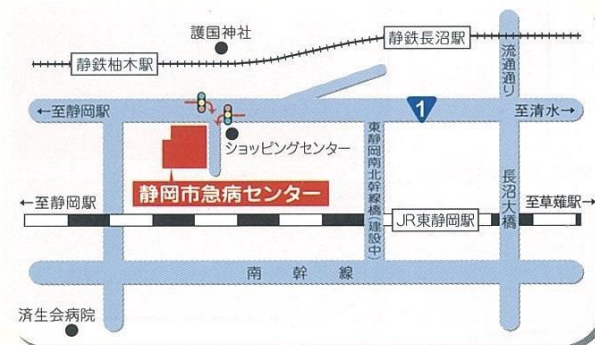 護国神社
静鉄長沼駅
静鉄柚木駅
流通通り
←至静岡駅
1
至清水→
ショッピングセンター
東静岡南北幹線橋(建設中)
長沼大橋
静岡市急病センター
←至静岡駅
JR東静岡駅
至草薙駅→
南幹線
済生会病院